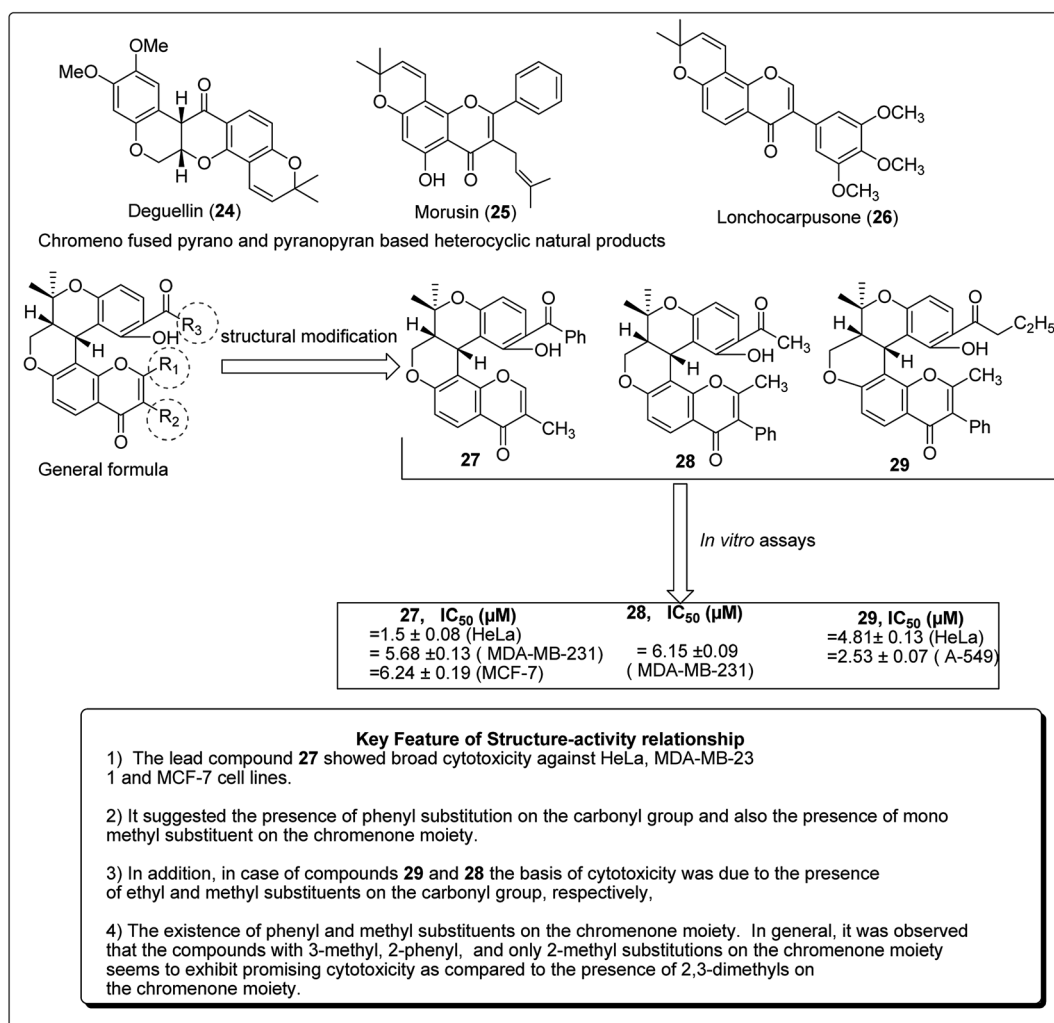 OMe
MeO
O
H
O
H
O
O
Deguellin (24)
O
O
OH
O
Morusin (25)
O
O
O
OCH3
OCH3
OCH3
Lonchocarpusone (26)
Chromeno fused pyrano and pyranopyran based heterocyclic natural products
O
O
R3
H
OH
H
O
O
R1
R2
O
General formula
structural modification
O
O
Ph
H
OH
H
O
O
CH3
O
27
O
O
CH3
H
OH
H
O
O
CH3
Ph
O
28
O
O
C2H5
H
OH
H
O
O
CH3
Ph
O
29
In vitro assays
27, IC50 (µM)
=1.5 ± 0.08 (HeLa)
= 5.68 ±0.13 ( MDA-MB-231)
=6.24 ± 0.19 (MCF-7)
28, IC50 (µM)
= 6.15 ±0.09
( MDA-MB-231)
29, IC50 (µM)
=4.81± 0.13 (HeLa)
=2.53 ± 0.07 ( A-549)
Key Feature of Structure-activity relationship
1) The lead compound 27 showed broad cytotoxicity against HeLa, MDA-MB-23
1 and MCF-7 cell lines.
2) It suggested the presence of phenyl substitution on the carbonyl group and also the presence of mono
methyl substituent on the chromenone moiety.
3) In addition, in case of compounds 29 and 28 the basis of cytotoxicity was due to the presence
of ethyl and methyl substituents on the carbonyl group, respectively,
4) The existence of phenyl and methyl substituents on the chromenone moiety. In general, it was observed
that the compounds with 3-methyl, 2-phenyl, and only 2-methyl substitutions on the chromenone moiety
seems to exhibit promising cytotoxicity as compared to the presence of 2,3-dimethyls on
the chromenone moiety.